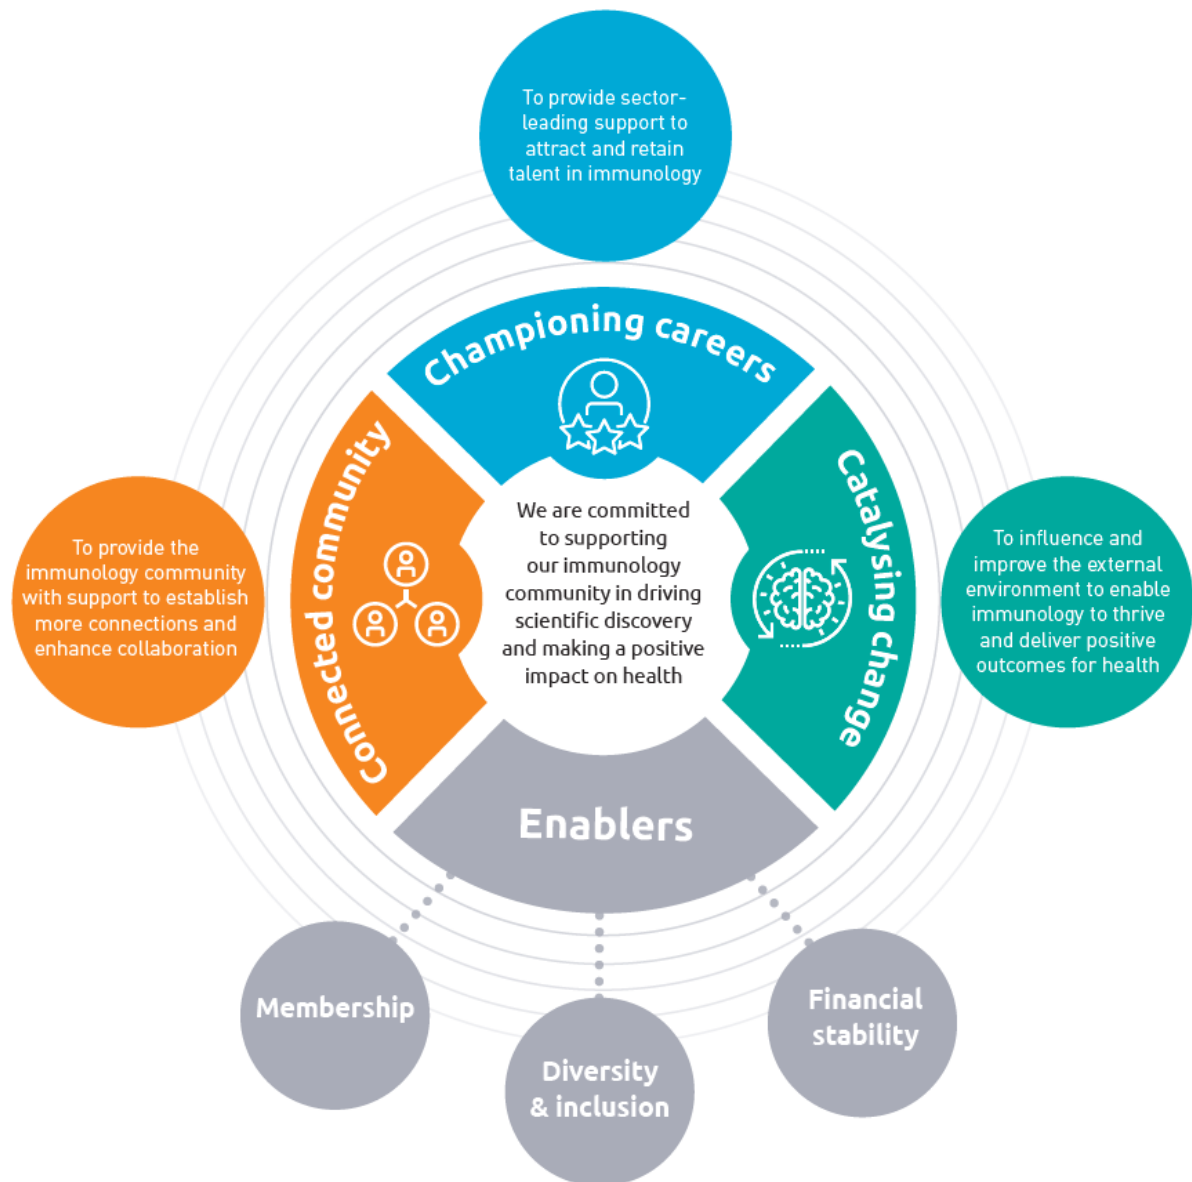 To provide sector-
leading support to
attract and retain
talent in immunology
Championing careers
Connected community
Catalysing change
To provide the
immunology community
with support to establish
more connections and
enhance collaboration
We are committed
to supporting
our immunology
community in driving
scientific discovery
and making a positive
impact on health
To influence and
improve the external
environment to enable
immunology to thrive
and deliver positive
outcomes for health
Enablers
Membership
Diversity
& inclusion
Financial
stability